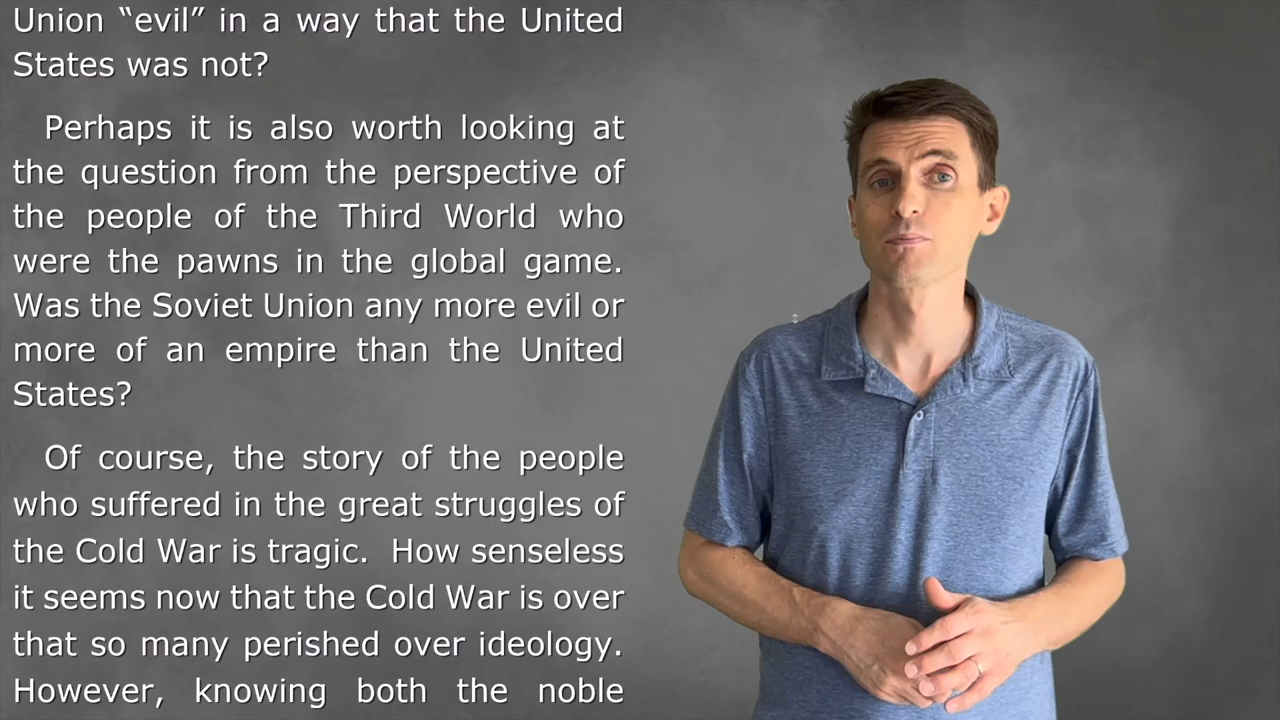 Union “evil” in a way that the United
States was not?
Perhaps it is also worth looking at
the question from the perspective of
the people of the Third World who
were the pawns in the global game.
Was the Soviet Union any more evil or
more of an empire than the United
States?
Of course, the story of the people
who suffered in the great struggles of
the Cold War is tragic.  How senseless
it seems now that the Cold War is over
that so many perished over ideology.
However, knowing both the noble